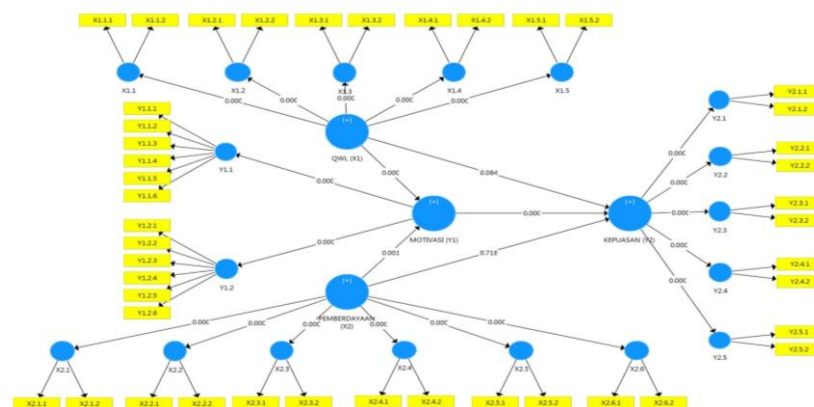 X1.1.1 X1.1.2 X1.2.1 X1.2.2 X1.3.1 X1.3.2 X1.4.1 X1.4.2 X1.5.1 X1.5.2
X1.1 X1.2 X1.3 X1.4 X1.5
0.000 0.000 0.000 0.000 0.000
[+]
QWL (X1)
Y1.1.1
Y1.1.2
Y1.1.3
Y1.1.4
Y1.1.5
Y1.1.6
Y1.1
0.000
0.000
0.084
[+]
MOTIVASI (Y1)
0.000
[+]
KEPUASAN (Y2)
0.000
0.001
0.718
Y1.2.1
Y1.2.2
Y1.2.3
Y1.2.4
Y1.2.5
Y1.2.6
Y1.2
[+]
PEMBERDAYAAN
(X2)
0.000 0.000 0.000 0.000 0.000 0.000
X2.1 X2.2 X2.3 X2.4 X2.5 X2.6
X2.1.1 X2.1.2 X2.2.1 X2.2.2 X2.3.1 X2.3.2 X2.4.1 X2.4.2 X2.5.1 X2.5.2 X2.6.1 X2.6.2
0.000
0.000
0.000
0.000
0.000
Y2.1
Y2.2
Y2.3
Y2.4
Y2.5
Y2.1.1
Y2.1.2
Y2.2.1
Y2.2.2
Y2.3.1
Y2.3.2
Y2.4.1
Y2.4.2
Y2.5.1
Y2.5.2